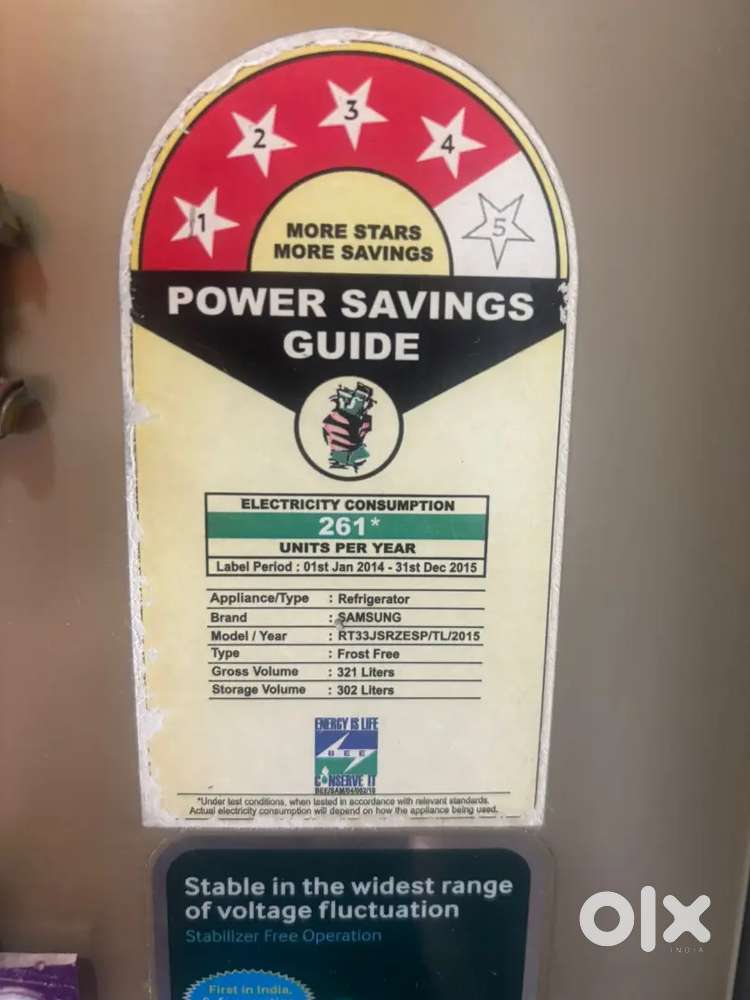 1 2 3 4 5
MORE STARS
MORE SAVINGS
POWER SAVINGS
GUIDE
ELECTRICITY CONSUMPTION
261*
UNITS PER YEAR
Label Period : 01st Jan 2014 - 31st Dec 2015
Appliance/Type : Refrigerator
Brand : SAMSUNG
Model / Year : RT33JSRZESP/TL/2015
Type : Frost Free
Gross Volume : 321 Liters
Storage Volume : 302 Liters
ENERGY IS LIFE
BEE
CONSERVE IT
*Under test conditions, when tested in accordance with relevant standards.
Actual electricity consumption will depend on how the appliance being used.
Stable in the widest range
of voltage fluctuation
Stabilizer Free Operation
First in India.
olx
INDIA